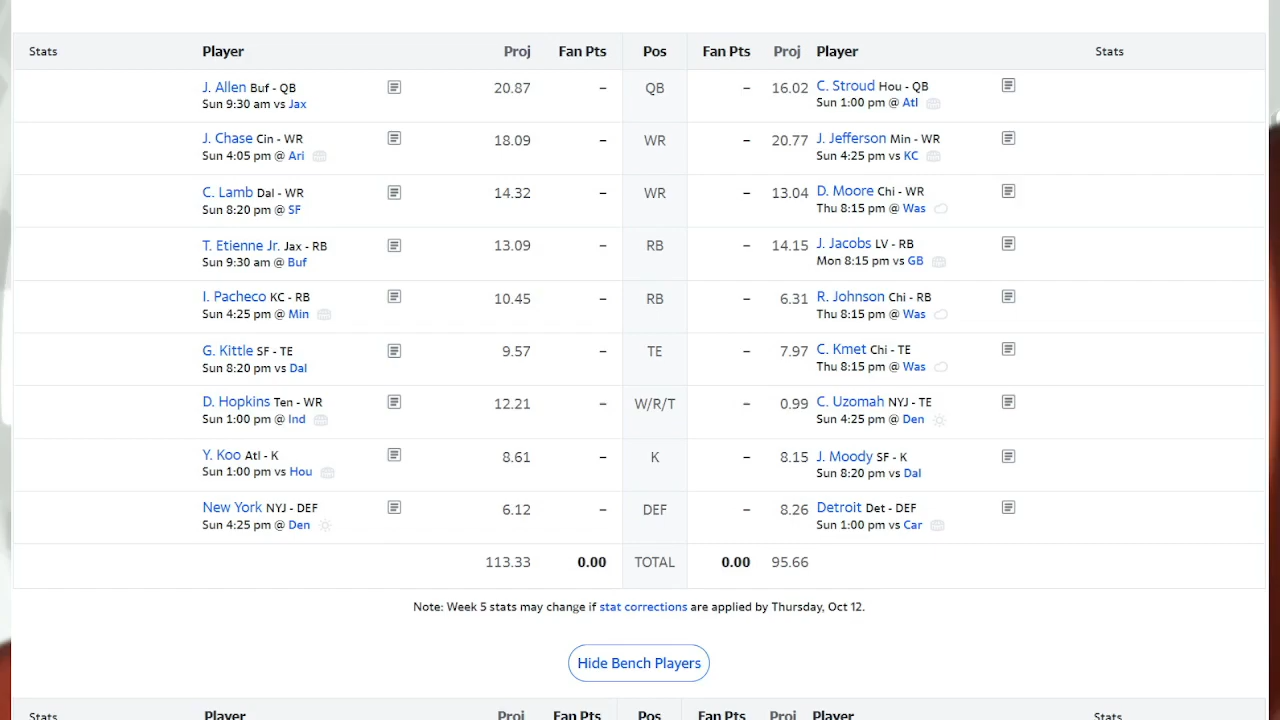 Stats Player Proj Fan Pts Pos Fan Pts Proj Player Stats
J. Allen Buf - QB 20.87 – QB – 16.02 C. Stroud Hou - QB
Sun 9:30 am vs Jax Sun 1:00 pm @ Atl
J. Chase Cin - WR 18.09 – WR – 20.77 J. Jefferson Min - WR
Sun 4:05 pm @ Ari Sun 4:25 pm vs KC
C. Lamb Dal - WR 14.32 – WR – 13.04 D. Moore Chi - WR
Sun 8:20 pm @ SF Thu 8:15 pm @ Was
T. Etienne Jr. Jax - RB 13.09 – RB – 14.15 J. Jacobs LV - RB
Sun 9:30 am @ Buf Mon 8:15 pm vs GB
I. Pacheco KC - RB 10.45 – RB – 6.31 R. Johnson Chi - RB
Sun 4:25 pm @ Min Thu 8:15 pm @ Was
G. Kittle SF - TE 9.57 – TE – 7.97 C. Kmet Chi - TE
Sun 8:20 pm vs Dal Thu 8:15 pm @ Was
D. Hopkins Ten - WR 12.21 – W/R/T – 0.99 C. Uzomah NYJ - TE
Sun 1:00 pm @ Ind Sun 4:25 pm @ Den
Y. Koo Atl - K 8.61 – K – 8.15 J. Moody SF - K
Sun 1:00 pm vs Hou Sun 8:20 pm vs Dal
New York NYJ - DEF 6.12 – DEF – 8.26 Detroit Det - DEF
Sun 4:25 pm @ Den Sun 1:00 pm vs Car
113.33 0.00 TOTAL 0.00 95.66
Note: Week 5 stats may change if stat corrections are applied by Thursday, Oct 12.
Hide Bench Players
Stats Player Proj Fan Pts Pos Fan Pts Proj Player Stats